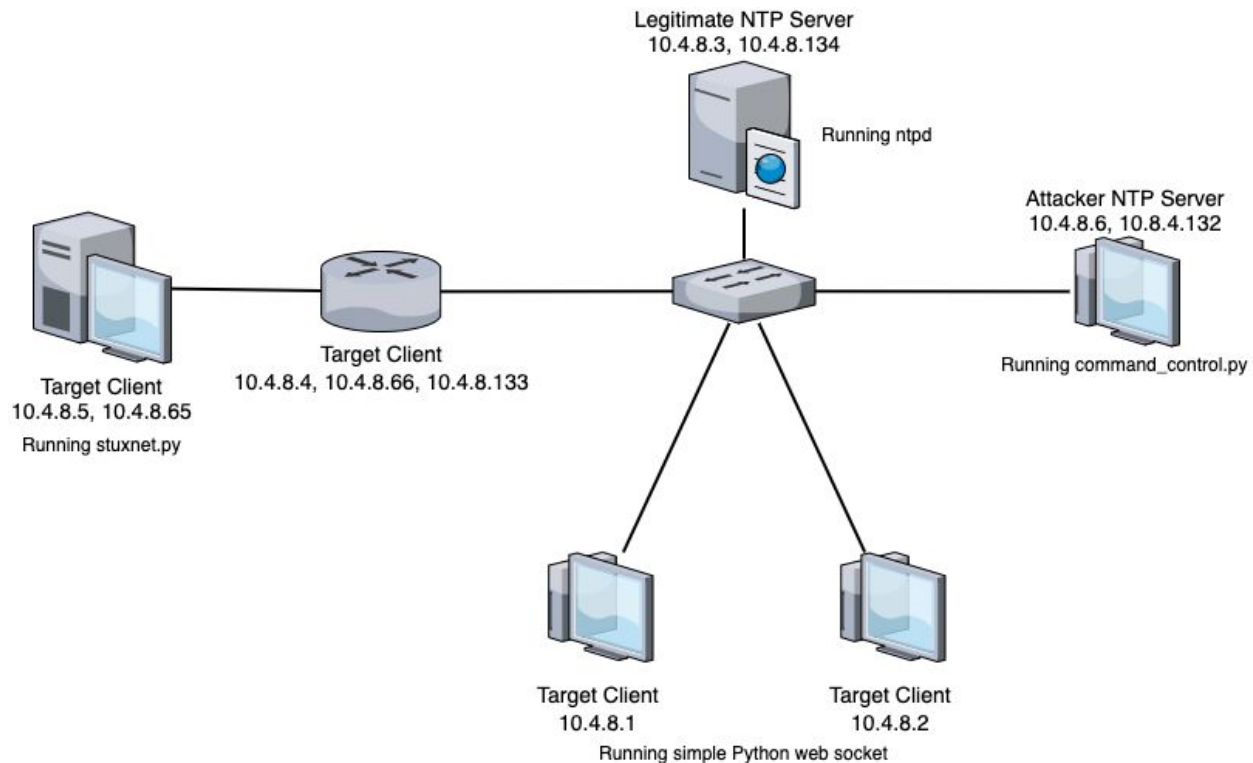 Legitimate NTP Server
10.4.8.3, 10.4.8.134
Running ntpd
Attacker NTP Server
10.4.8.6, 10.8.4.132
Running command_control.py
Target Client
10.4.8.4, 10.4.8.66, 10.4.8.133
Target Client
10.4.8.5, 10.4.8.65
Running stuxnet.py
Target Client
10.4.8.1
Target Client
10.4.8.2
Running simple Python web socket